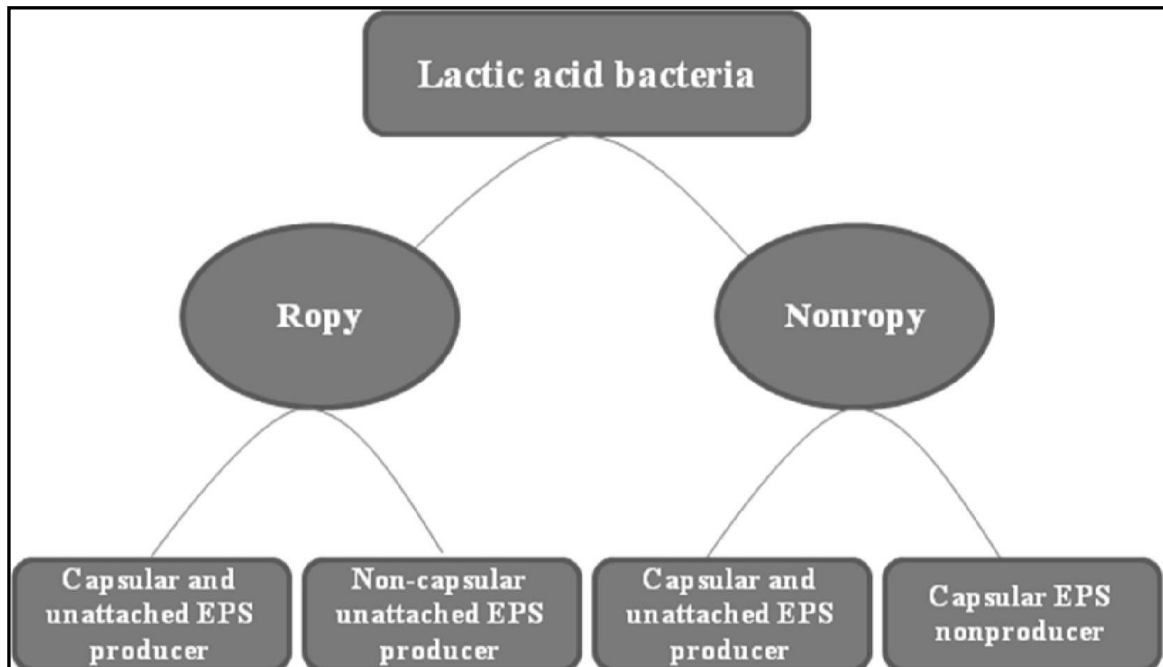 Lactic acid bacteria
Ropy
Nonropy
Capsular and
unattached EPS
producer
Non-capsular
unattached EPS
producer
Capsular and
unattached EPS
producer
Capsular EPS
nonproducer